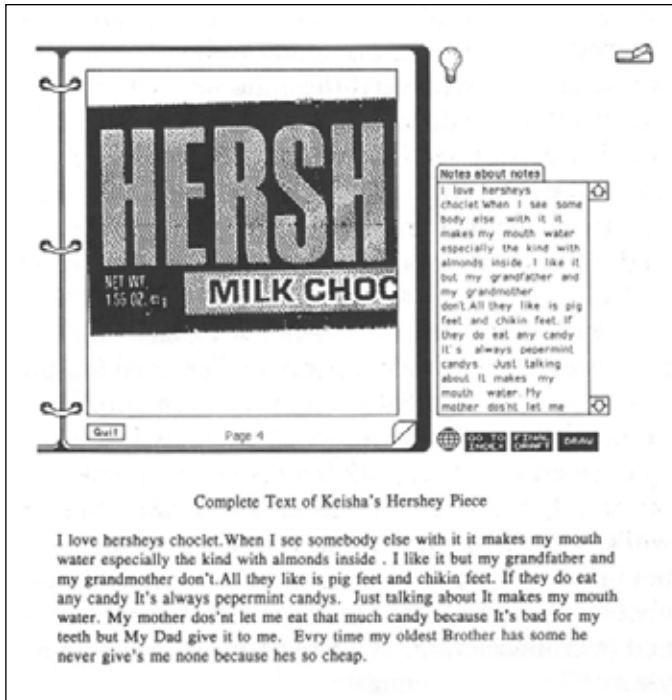 HERSH
NET WT.
1.55 OZ.
MILK CHOC
Quit
Page 4
Notes about notes
I love hersheys
choclet.When I see some
body else with it it
makes my mouth water
especially the kind with
almonds inside . I like it
but my grandfather and
my grandmother
don't.All they like is pig
feet and chikin feet. If
they do eat any candy
It's always pepermint
candys. Just talking
about It makes my
mouth water. My
mother dos'nt let me
GO TO INDEX
FINAL DRAFT
DRAW
Complete Text of Keisha's Hershey Piece
I love hersheys choclet.When I see somebody else with it it makes my mouth
water especially the kind with almonds inside . I like it but my grandfather and
my grandmother don't.All they like is pig feet and chikin feet. If they do eat
any candy It's always pepermint candys. Just talking about It makes my mouth
water. My mother dos'nt let me eat that much candy because It's bad for my
teeth but My Dad give it to me. Evry time my oldest Brother has some he
never give's me none because hes so cheap.